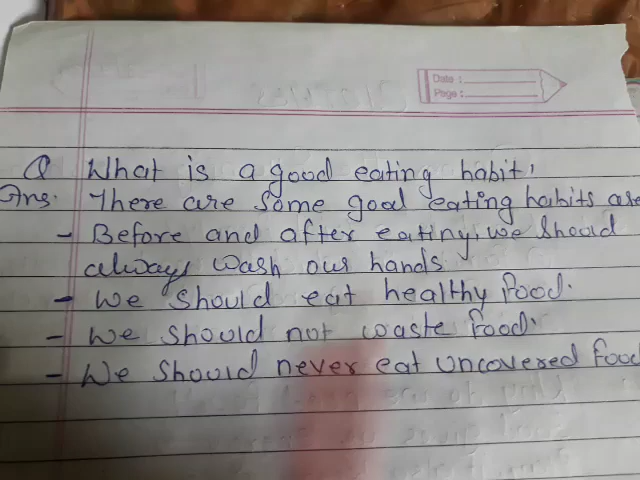 Date :
Page :
Q What is a good eating habit.
Ans. There are some good eating habits are
- Before and after eating, we should
always wash our hands
- We should eat healthy food.
- We should not waste food.
- We should never eat uncovered food